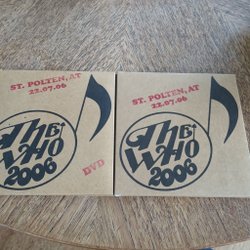 ST. POLTEN, AT
22.07.06
THE
WHO
2006
DVD
ST. POLTEN, AT
22.07.06
THE
WHO
2006